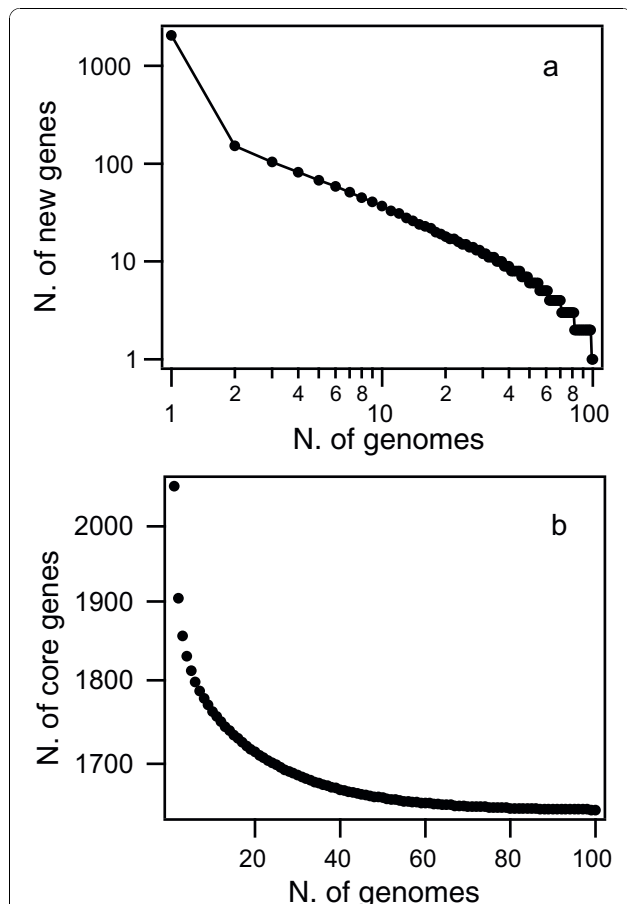 a
N. of new genes
1000
100
10
1
2 4 6 8 2 4 6 8
1 10 100
N. of genomes
b
N. of core genes
2000
1900
1800
1700
20 40 60 80 100
N. of genomes